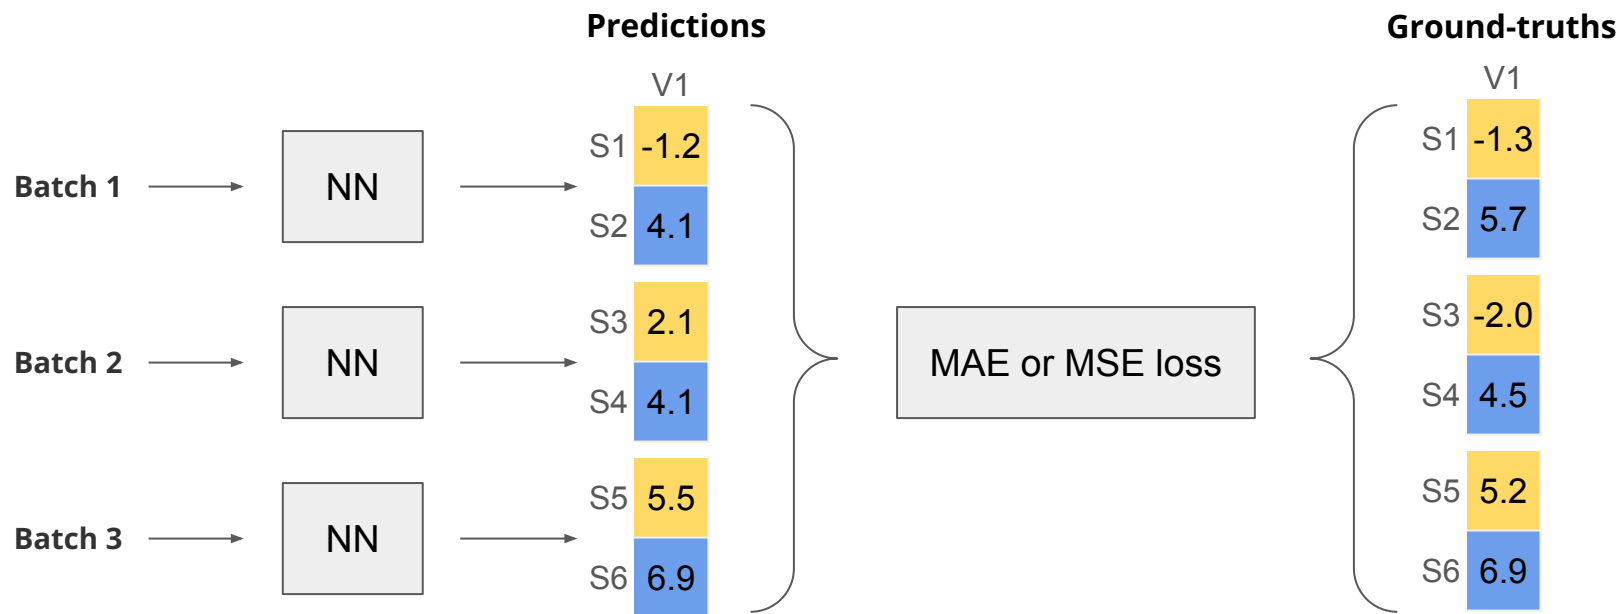 Predictions
Ground-truths
V1
V1
Batch 1
NN
S1 -1.2
S2 4.1
S1 -1.3
S2 5.7
Batch 2
NN
S3 2.1
S4 4.1
MAE or MSE loss
S3 -2.0
S4 4.5
Batch 3
NN
S5 5.5
S6 6.9
S5 5.2
S6 6.9